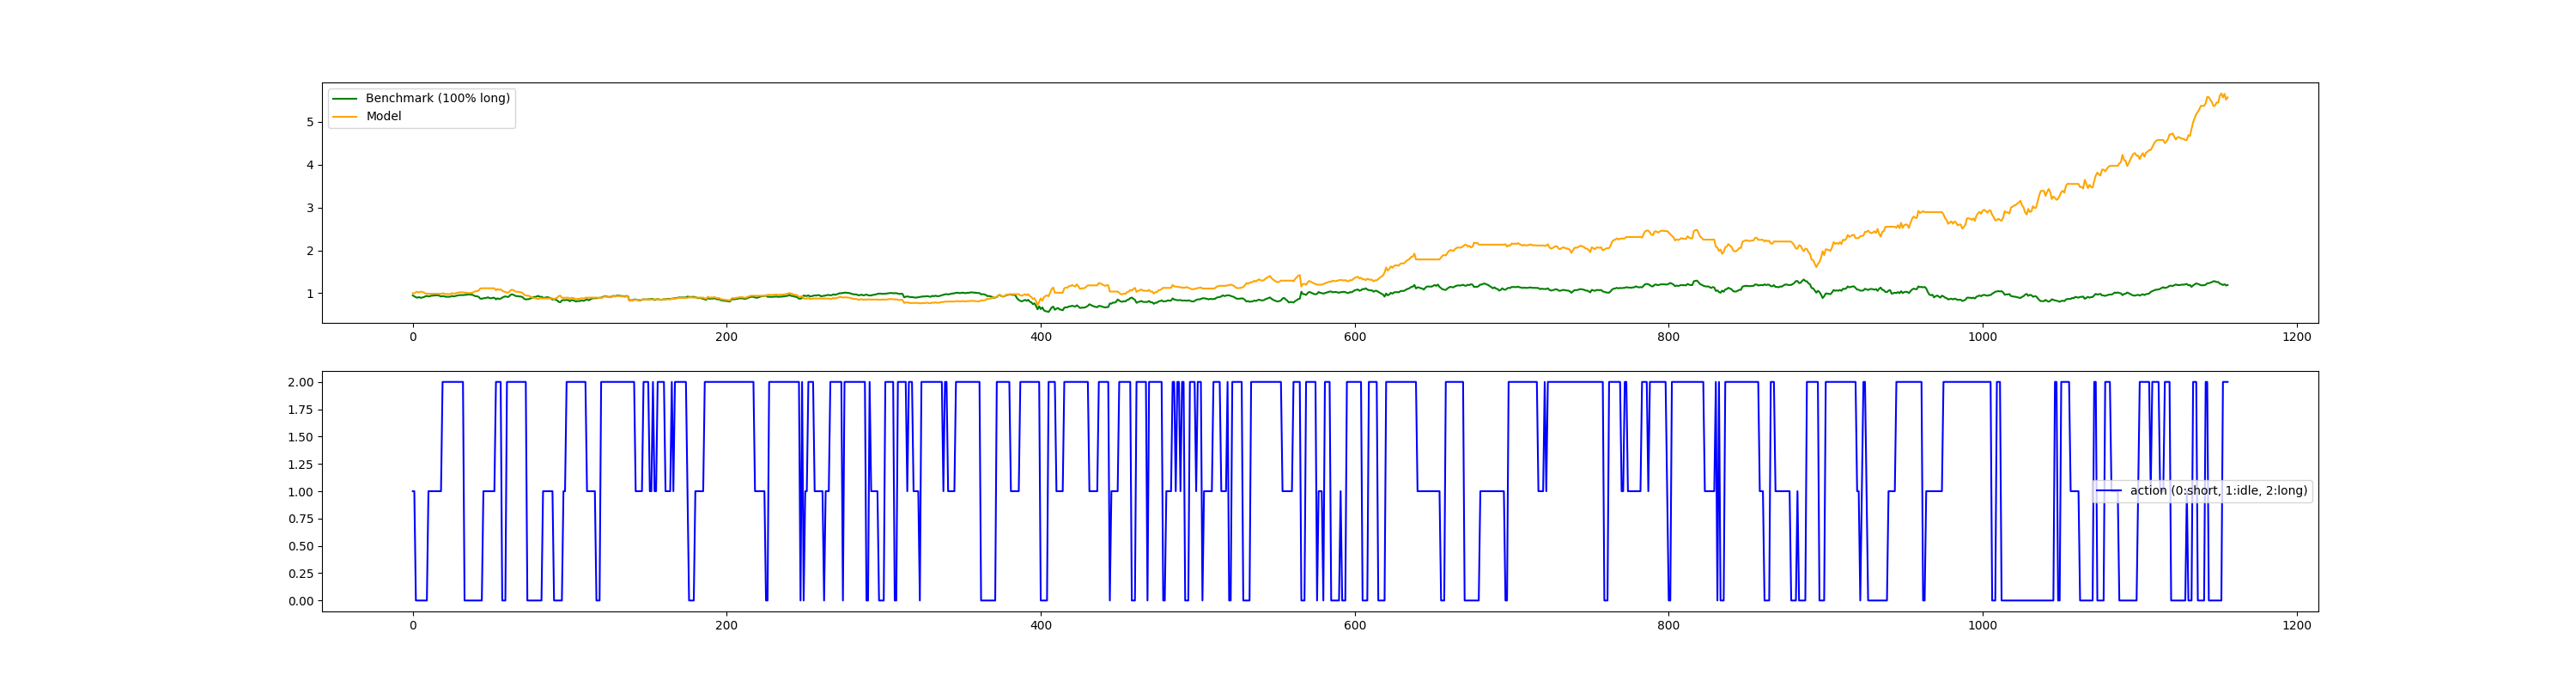 Benchmark (100% long)
Model
5
4
3
2
1
0 200 400 600 800 1000 1200
2.00
1.75
1.50
1.25
1.00
0.75
0.50
0.25
0.00
action (0:short, 1:idle, 2:long)
0 200 400 600 800 1000 1200